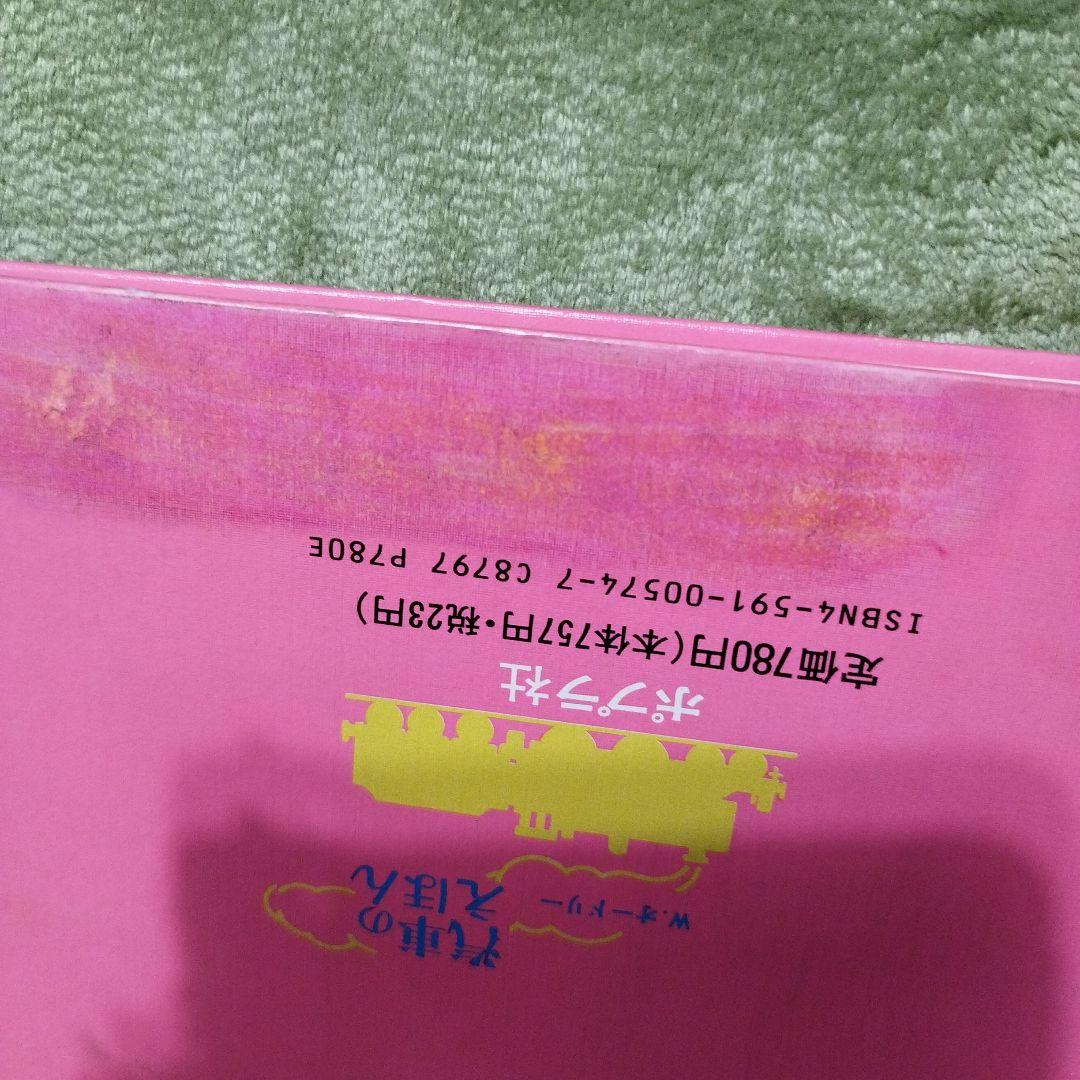 汽車の
えほん
W.オードリー
ポプラ社
定価780円(本体757円・税23円)
ISBN4-591-00574-7 C8797 P780E